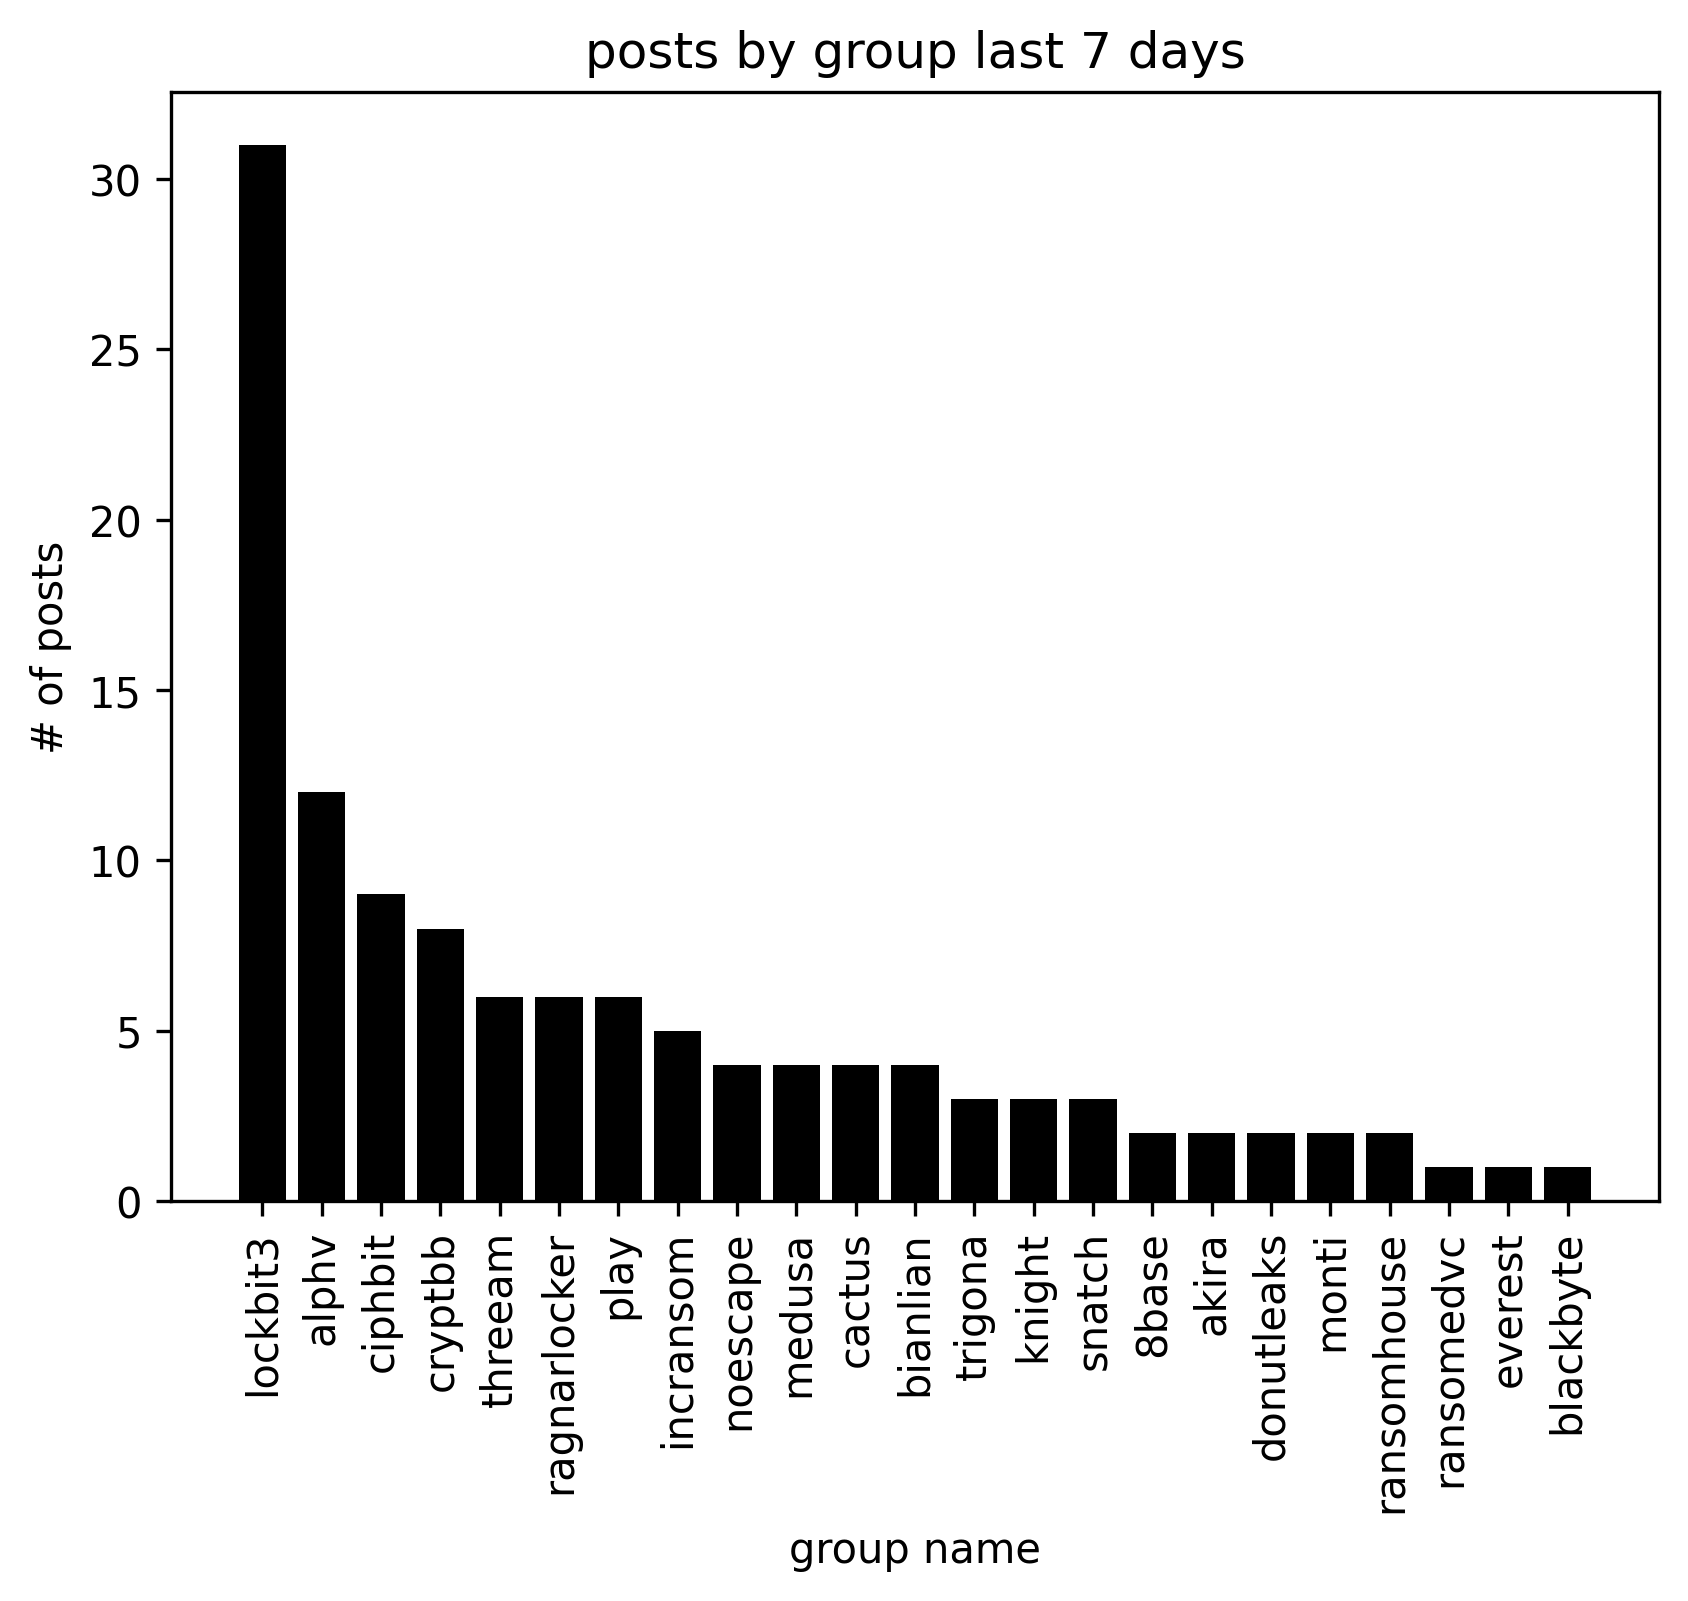 posts by group last 7 days
# of posts
30
25
20
15
10
5
0
lockbit3
alphv
ciphbit
cryptbb
threeam
ragnarlocker
play
incransom
noescape
medusa
cactus
bianlian
trigona
knight
snatch
8base
akira
donutleaks
monti
ransomhouse
ransomedvc
everest
blackbyte
group name